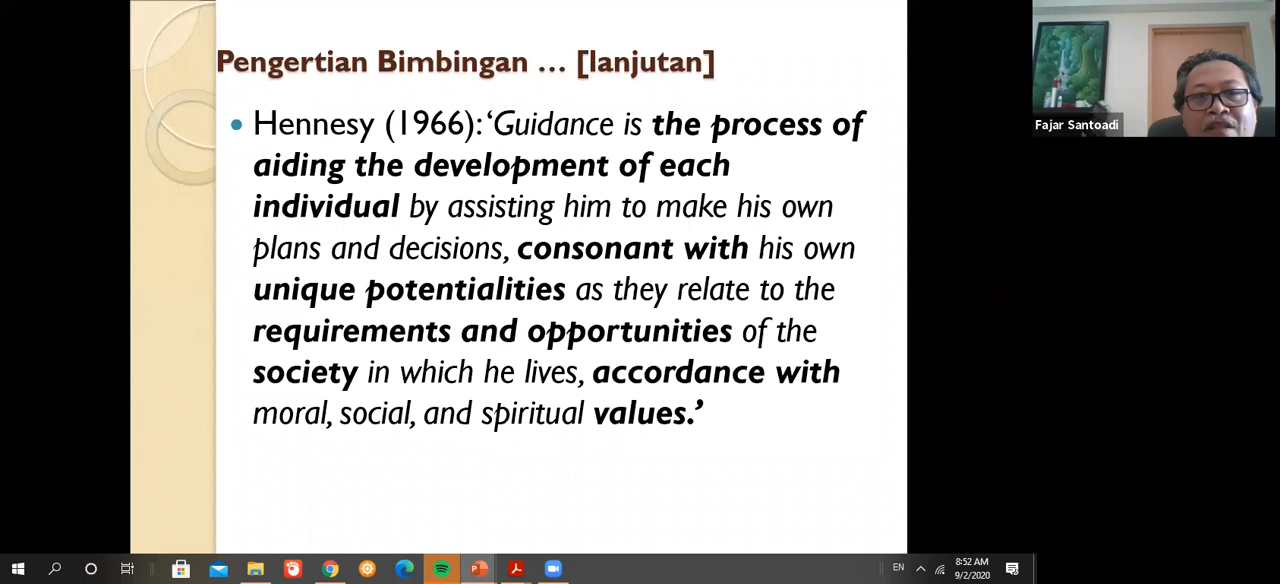 Pengertian Bimbingan ... [lanjutan]
• Hennesy (1966): ‘Guidance is the process of
aiding the development of each
individual by assisting him to make his own
plans and decisions, consonant with his own
unique potentialities as they relate to the
requirements and opportunities of the
society in which he lives, accordance with
moral, social, and spiritual values.’
Fajar Santoadi
EN
8:52 AM
9/2/2020